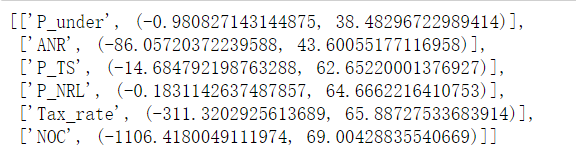 [['P_under', (-0.980827143144875, 38.48296722989414)],
['ANR', (-86.05720372239588, 43.60055177116958)],
['P_TS', (-14.684792198763288, 62.65220001376927)],
['P_NRL', (-0.1831142637487857, 64.6662216410753)],
['Tax_rate', (-311.3202925613689, 65.88727533683914)],
['NOC', (-1106.4180049111974, 69.00428835540669)]]